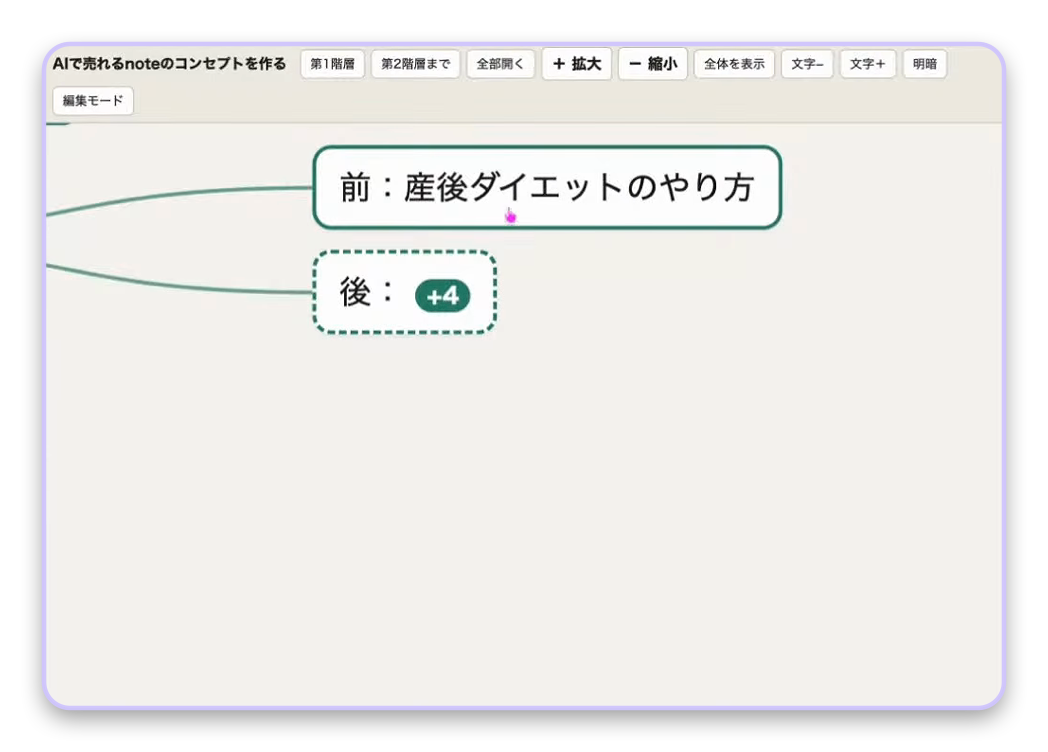 AIで売れるnoteのコンセプトを作る 第1階層 第2階層まで 全部開く + 拡大 − 縮小 全体を表示 文字− 文字+ 明暗
編集モード
前：産後ダイエットのやり方
後： +4